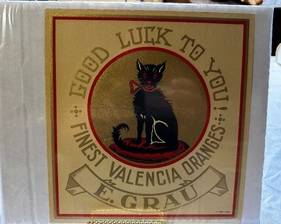 GOOD LUCK TO YOU!
FINEST VALENCIA ORANGES
E. GRAU